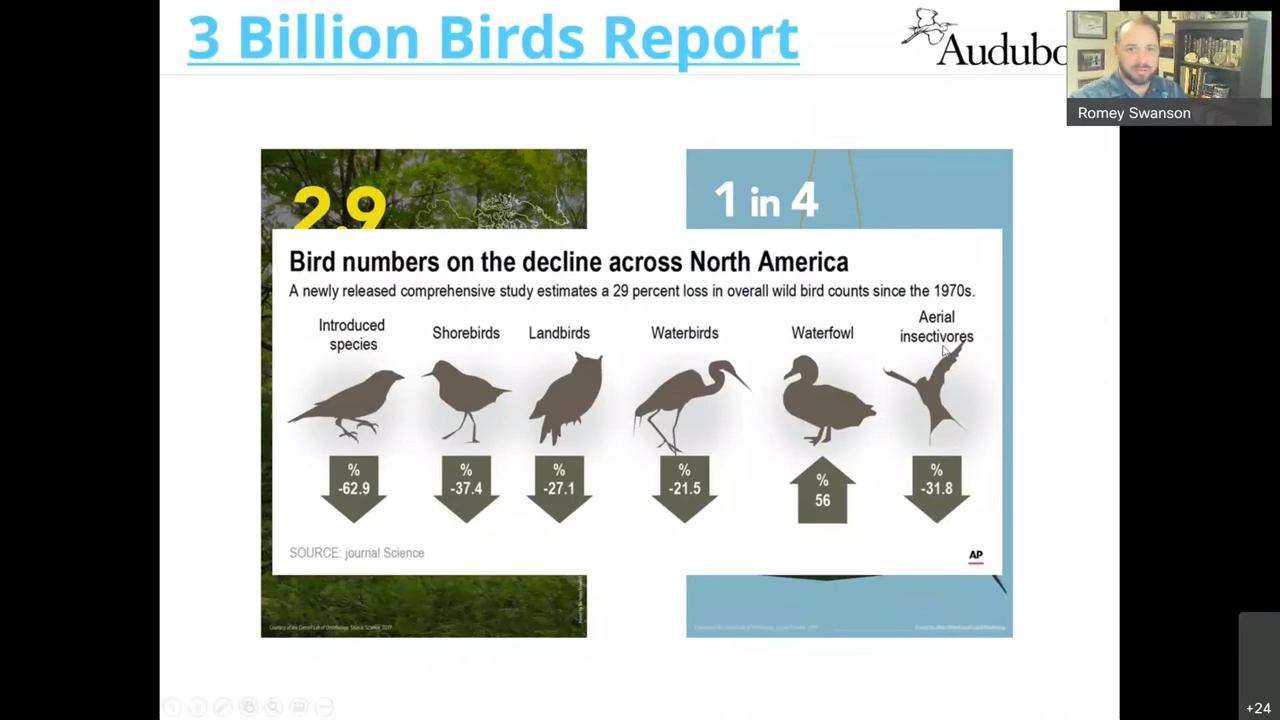 3 Billion Birds Report
Audubo
Romey Swanson
2.9
1 in 4
Bird numbers on the decline across North America
A newly released comprehensive study estimates a 29 percent loss in overall wild bird counts since the 1970s.
Introduced
species
Shorebirds
Landbirds
Waterbirds
Waterfowl
Aerial
insectivores
%
-62.9
%
-37.4
%
-27.1
%
-21.5
%
56
%
-31.8
SOURCE: journal Science
AP
+24